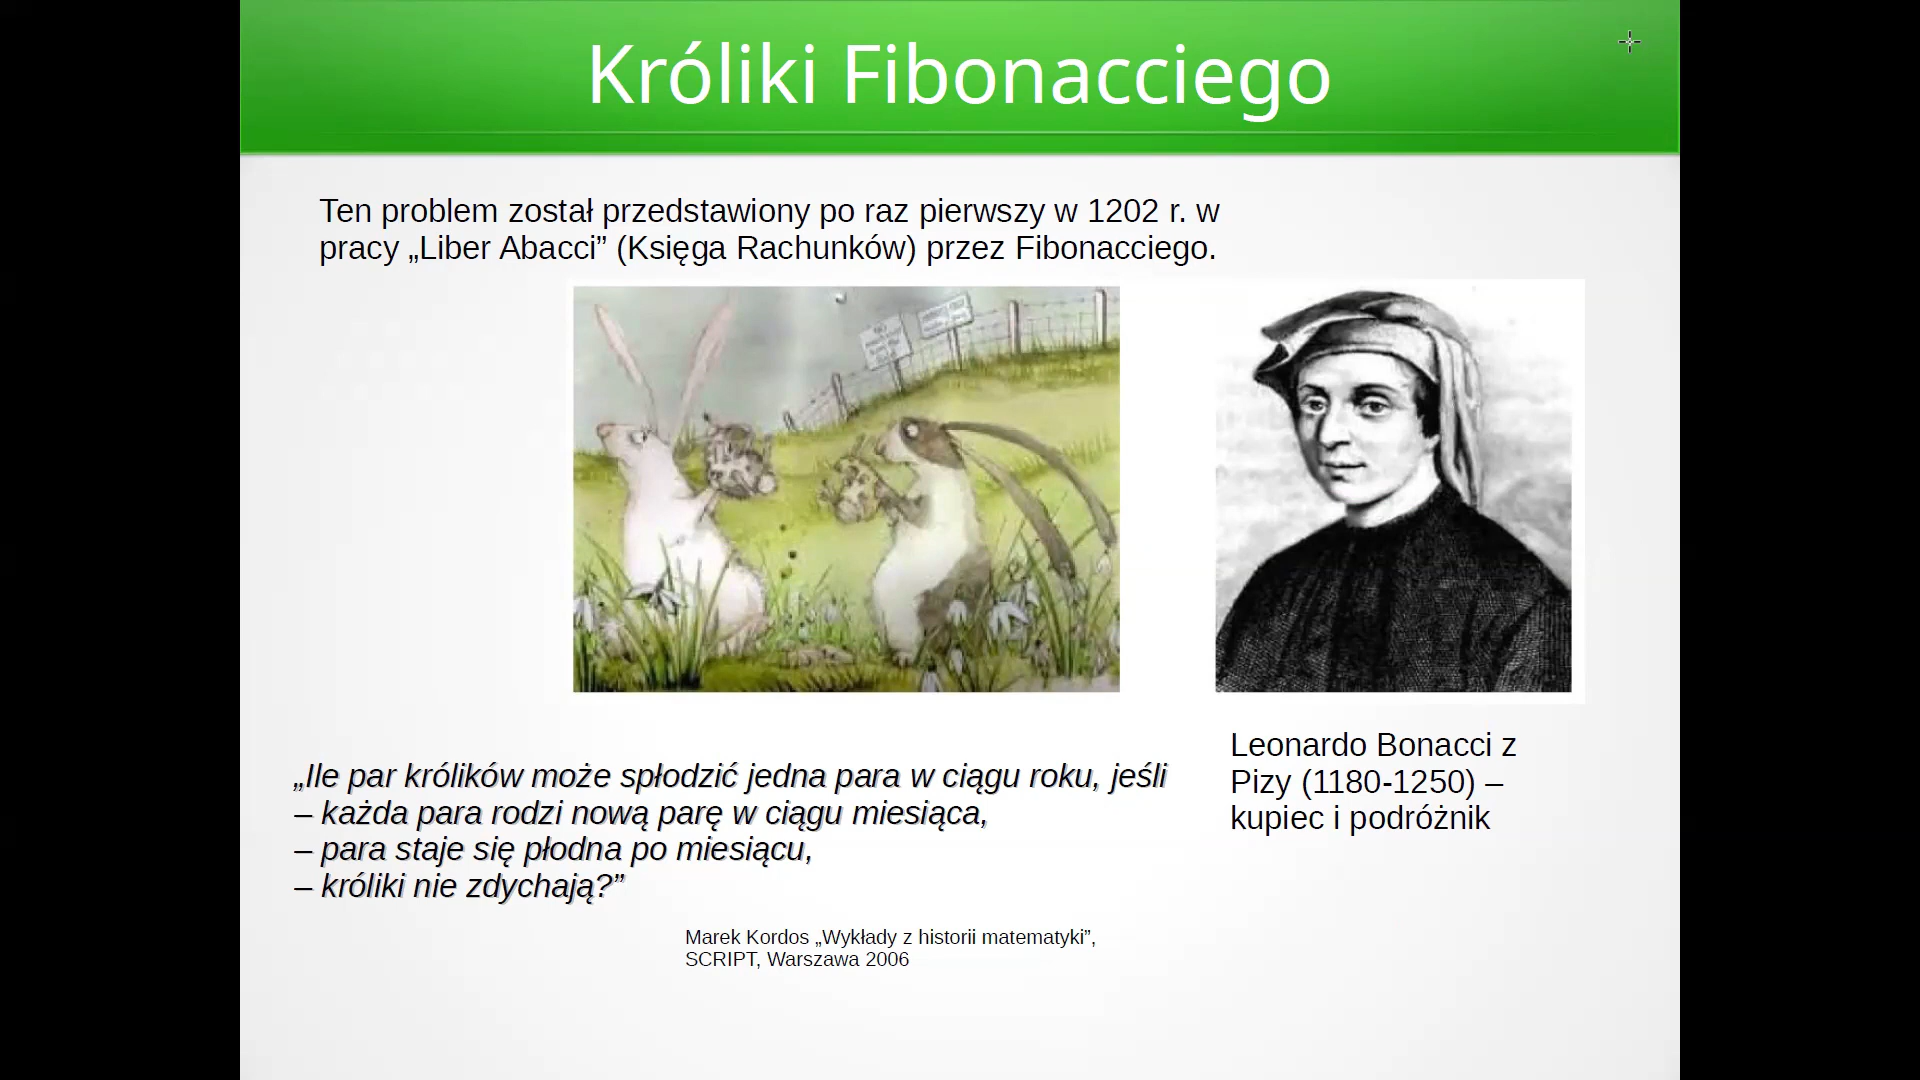 Króliki Fibonacciego
Ten problem został przedstawiony po raz pierwszy w 1202 r. w
pracy „Liber Abacci” (Księga Rachunków) przez Fibonacciego.
Leonardo Bonacci z
Pizy (1180-1250) –
kupiec i podróżnik
„Ile par królików może spłodzić jedna para w ciągu roku, jeśli
– każda para rodzi nową parę w ciągu miesiąca,
– para staje się płodna po miesiącu,
– króliki nie zdychają?”
Marek Kordos „Wykłady z historii matematyki”,
SCRIPT, Warszawa 2006